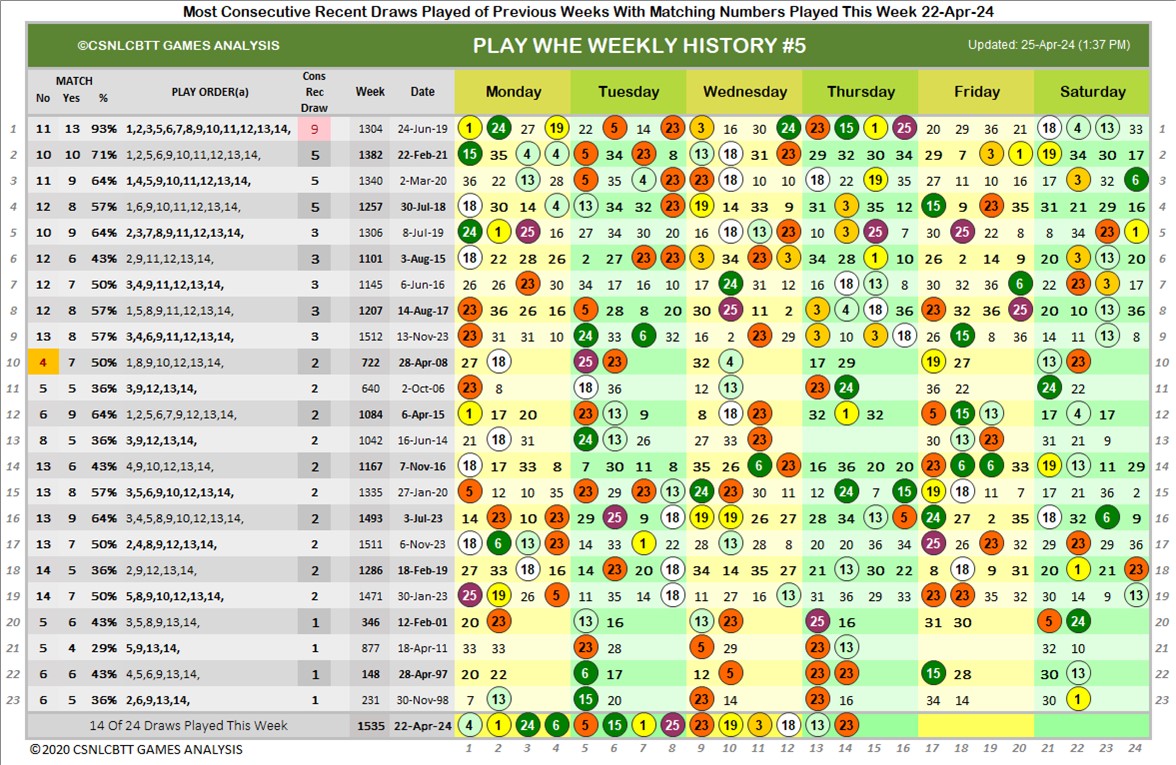 Most Consecutive Recent Draws Played of Previous Weeks With Matching Numbers Played This Week 22-Apr-24
©CSNLCBTT GAMES ANALYSIS PLAY WHE WEEKLY HISTORY #5 Updated: 25-Apr-24 (1:37 PM)
MATCH No Yes % PLAY ORDER(a) Cons Rec Draw Week Date Monday Tuesday Wednesday Thursday Friday Saturday
1 11 13 93% 1,2,3,5,6,7,8,9,10,11,12,13,14, 9 1304 24-Jun-19 1 24 27 19 22 5 14 23 3 16 30 24 23 15 1 25 20 29 36 21 18 4 13 33 1
2 10 10 71% 1,2,5,6,9,10,11,12,13,14, 5 1382 22-Feb-21 15 35 4 4 5 34 23 8 13 18 31 23 29 32 30 34 29 7 3 1 19 34 30 17 2
3 11 9 64% 1,4,5,9,10,11,12,13,14, 5 1340 2-Mar-20 36 22 13 28 5 35 4 23 23 18 10 10 18 22 19 35 27 11 10 16 17 3 32 6 3
4 12 8 57% 1,6,9,10,11,12,13,14, 5 1257 30-Jul-18 18 30 14 4 13 34 32 23 19 14 33 9 31 3 35 12 15 9 23 35 31 21 29 16 4
5 10 9 64% 2,3,7,8,9,11,12,13,14, 3 1306 8-Jul-19 24 1 25 16 27 34 30 20 16 18 13 23 10 3 25 7 30 25 22 8 8 34 23 1 5
6 12 6 43% 2,9,11,12,13,14, 3 1101 3-Aug-15 18 22 28 26 2 27 23 23 3 34 23 3 34 28 1 10 26 2 14 9 20 3 13 20 6
7 12 7 50% 3,4,9,11,12,13,14, 3 1145 6-Jun-16 26 26 23 30 34 17 16 10 17 24 31 12 16 18 13 8 30 32 36 6 22 23 3 7 7
8 12 8 57% 1,5,8,9,11,12,13,14, 3 1207 14-Aug-17 23 36 26 16 5 28 8 20 30 25 11 2 3 4 18 36 23 32 36 25 20 10 13 36 8
9 13 8 57% 3,4,6,9,11,12,13,14, 3 1512 13-Nov-23 23 31 31 10 24 33 6 32 16 2 23 29 3 10 3 18 26 15 8 36 14 11 13 8 9
10 4 7 50% 1,8,9,10,12,13,14, 2 722 28-Apr-08 27 18 25 23 32 4 17 29 19 27 13 23 10
11 5 5 36% 3,9,12,13,14, 2 640 2-Oct-06 23 8 18 36 12 13 23 24 36 22 24 22 11
12 6 9 64% 1,2,5,6,7,9,12,13,14, 2 1084 6-Apr-15 1 17 20 23 13 9 8 18 23 32 1 32 5 15 13 17 4 17 12
13 8 5 36% 3,9,12,13,14, 2 1042 16-Jun-14 21 18 31 24 13 26 27 33 23 30 13 23 31 21 9 13
14 13 6 43% 4,9,10,12,13,14, 2 1167 7-Nov-16 18 17 33 8 7 30 11 8 35 26 6 23 16 36 20 20 23 6 6 33 19 13 11 29 14
15 13 8 57% 3,5,6,9,10,12,13,14, 2 1335 27-Jan-20 5 12 10 35 23 29 23 13 24 23 30 11 12 24 7 15 19 18 11 7 17 21 36 2 15
16 13 9 64% 3,4,5,8,9,10,12,13,14, 2 1493 3-Jul-23 14 23 10 23 29 25 9 18 19 19 26 27 28 34 13 5 24 27 2 35 18 32 6 9 16
17 13 7 50% 2,4,8,9,12,13,14, 2 1511 6-Nov-23 18 6 13 23 14 33 1 22 28 13 28 8 20 20 36 34 25 26 23 32 29 23 29 36 17
18 14 5 36% 2,9,12,13,14, 2 1286 18-Feb-19 27 33 18 16 14 23 20 18 34 14 35 27 21 13 30 22 8 18 9 31 20 1 21 23 18
19 14 7 50% 5,8,9,10,12,13,14, 2 1471 30-Jan-23 25 19 26 5 11 35 14 18 11 27 16 13 31 36 29 33 23 23 35 32 30 14 9 13 19
20 5 6 43% 3,5,8,9,13,14, 1 346 12-Feb-01 20 23 13 16 13 23 25 16 31 30 5 24 20
21 5 4 29% 5,9,13,14, 1 877 18-Apr-11 33 33 23 28 5 29 23 13 32 10 21
22 6 6 43% 4,5,6,9,13,14, 1 148 28-Apr-97 20 22 6 17 12 5 23 23 15 28 30 13 22
23 6 5 36% 2,6,9,13,14, 1 231 30-Nov-98 7 13 15 20 23 14 23 16 34 14 30 1 23
14 Of 24 Draws Played This Week 1535 22-Apr-24 4 1 24 6 5 15 1 25 23 19 3 18 13 23
© 2020 CSNLCBTT GAMES ANALYSIS 1 2 3 4 5 6 7 8 9 10 11 12 13 14 15 16 17 18 19 20 21 22 23 24